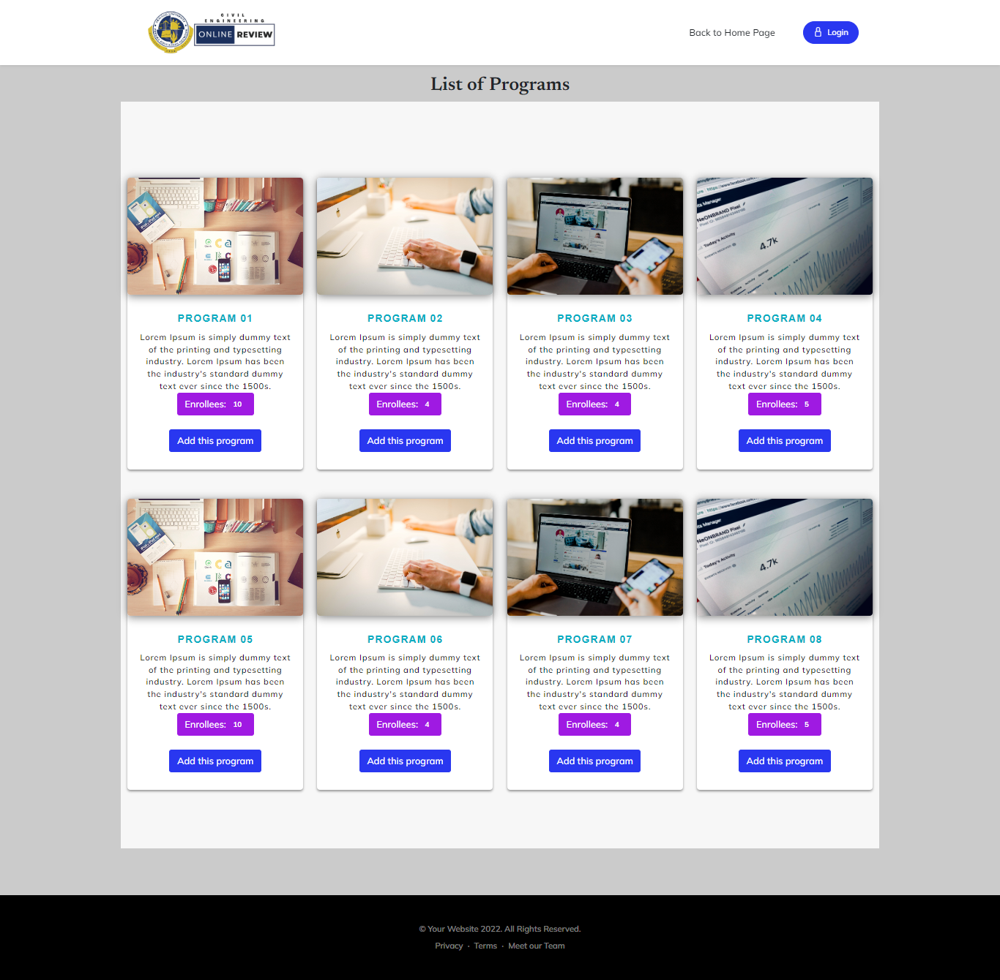 CIVIL
ENGINEERING
ONLINE REVIEW
Back to Home Page
Login
List of Programs
4.7K
4.7K
PROGRAM 01
Lorem Ipsum is simply dummy text
of the printing and typesetting
industry. Lorem Ipsum has been
the industry's standard dummy
text ever since the 1500s.
Enrollees: 10
Add this program
PROGRAM 02
Lorem Ipsum is simply dummy text
of the printing and typesetting
industry. Lorem Ipsum has been
the industry's standard dummy
text ever since the 1500s.
Enrollees: 4
Add this program
PROGRAM 03
Lorem Ipsum is simply dummy text
of the printing and typesetting
industry. Lorem Ipsum has been
the industry's standard dummy
text ever since the 1500s.
Enrollees: 4
Add this program
PROGRAM 04
Lorem Ipsum is simply dummy text
of the printing and typesetting
industry. Lorem Ipsum has been
the industry's standard dummy
text ever since the 1500s.
Enrollees: 5
Add this program
PROGRAM 05
Lorem Ipsum is simply dummy text
of the printing and typesetting
industry. Lorem Ipsum has been
the industry's standard dummy
text ever since the 1500s.
Enrollees: 10
Add this program
PROGRAM 06
Lorem Ipsum is simply dummy text
of the printing and typesetting
industry. Lorem Ipsum has been
the industry's standard dummy
text ever since the 1500s.
Enrollees: 4
Add this program
PROGRAM 07
Lorem Ipsum is simply dummy text
of the printing and typesetting
industry. Lorem Ipsum has been
the industry's standard dummy
text ever since the 1500s.
Enrollees: 4
Add this program
PROGRAM 08
Lorem Ipsum is simply dummy text
of the printing and typesetting
industry. Lorem Ipsum has been
the industry's standard dummy
text ever since the 1500s.
Enrollees: 5
Add this program
© Your Website 2022. All Rights Reserved.
Privacy · Terms · Meet our Team